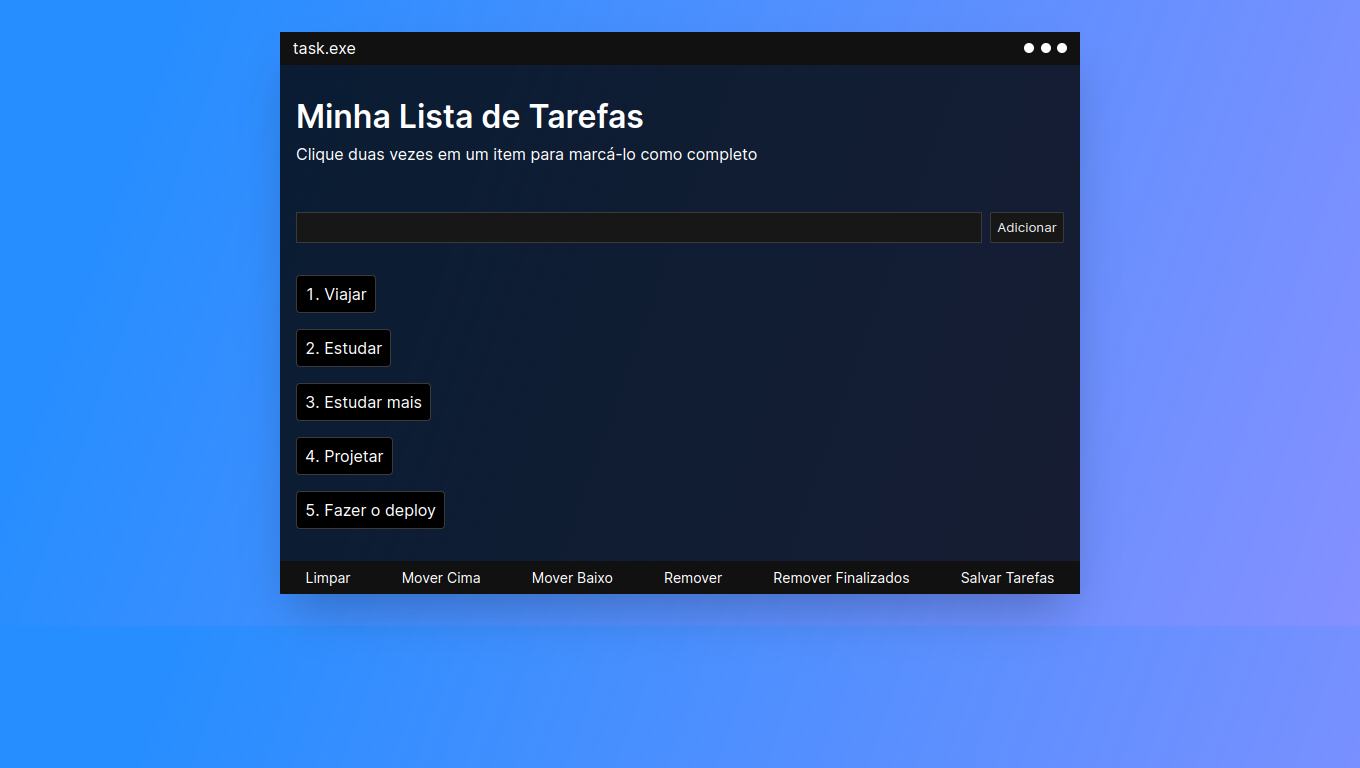 task.exe
Minha Lista de Tarefas
Clique duas vezes em um item para marcá-lo como completo
Adicionar
1. Viajar
2. Estudar
3. Estudar mais
4. Projetar
5. Fazer o deploy
Limpar Mover Cima Mover Baixo Remover Remover Finalizados Salvar Tarefas